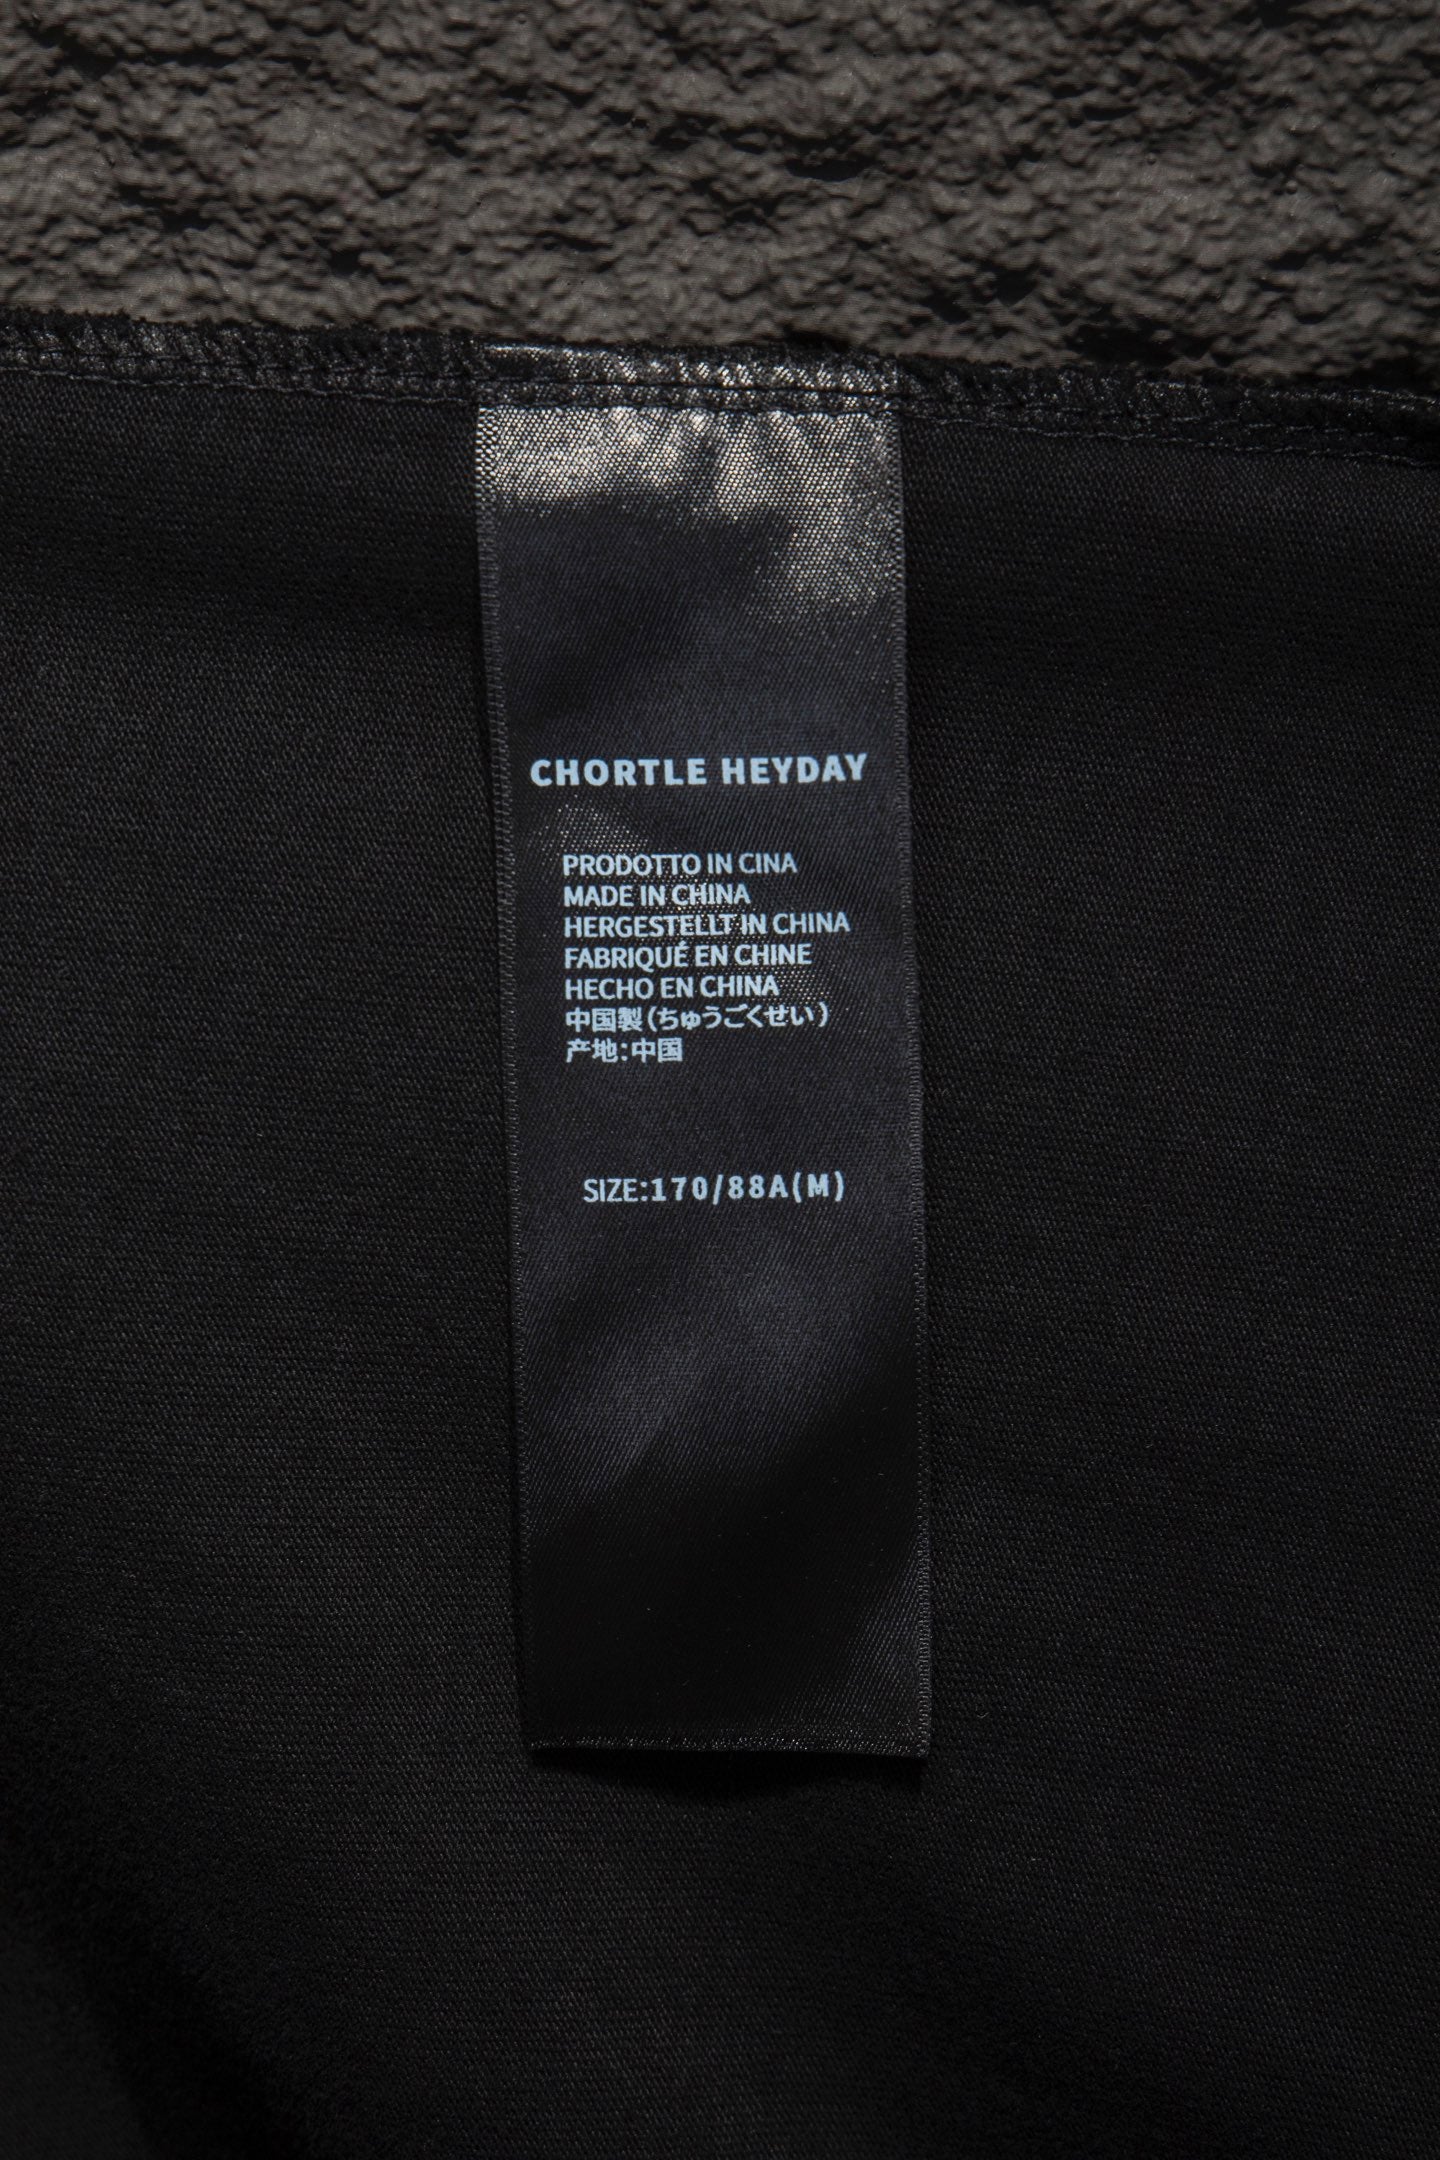 CHORTLE HEYDAY
PRODOTTO IN CINA
MADE IN CHINA
HERGESTELLT IN CHINA
FABRIQUÉ EN CHINE
HECHO EN CHINA
中国製(ちゅうごくせい)
产地:中国
SIZE:170/88A(M)